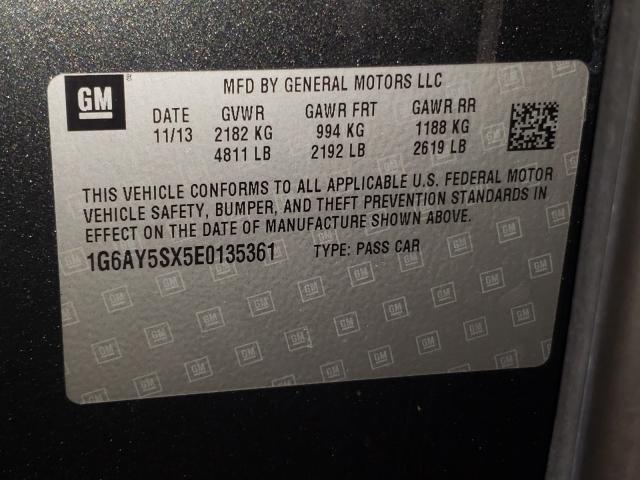 GM
MFD BY GENERAL MOTORS LLC
DATE GVWR GAWR FRT GAWR RR
11/13 2182 KG 994 KG 1188 KG
4811 LB 2192 LB 2619 LB
THIS VEHICLE CONFORMS TO ALL APPLICABLE U.S. FEDERAL MOTOR
VEHICLE SAFETY, BUMPER, AND THEFT PREVENTION STANDARDS IN
EFFECT ON THE DATE OF MANUFACTURE SHOWN ABOVE.
1G6AY5SX5E0135361 TYPE: PASS CAR